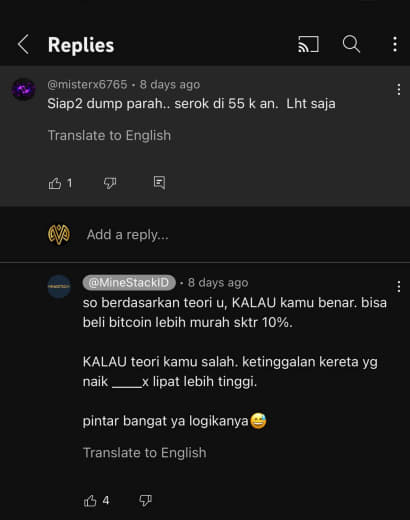 Replies
@misterx6765 · 8 days ago
Siap2 dump parah.. serok di 55 k an. Lht saja
Translate to English
1
Add a reply...
@MineStackID · 8 days ago
so berdasarkan teori u, KALAU kamu benar. bisa
beli bitcoin lebih murah sktr 10%.
KALAU teori kamu salah. ketinggalan kereta yg
naik _____x lipat lebih tinggi.
pintar bangat ya logikanya😅
Translate to English
4